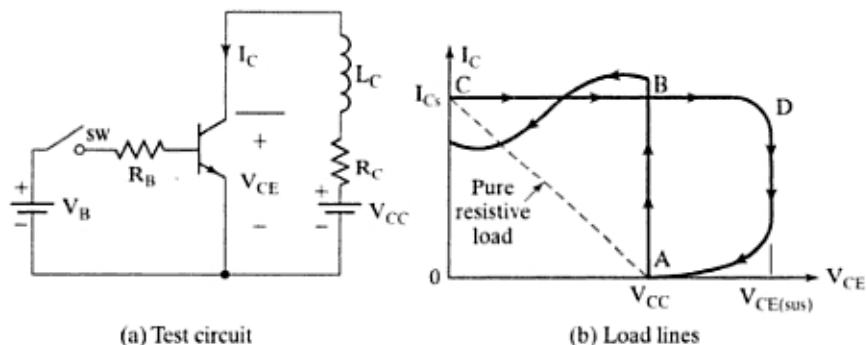 I_C
L_C
SW
R_B
+
V_CE
−
R_C
+
V_CC
−
+
V_B
−
(a) Test circuit
I_C
I_Cs
C
B
D
Pure
resistive
load
0
A
V_CC
V_CE(sus)
V_CE
(b) Load lines